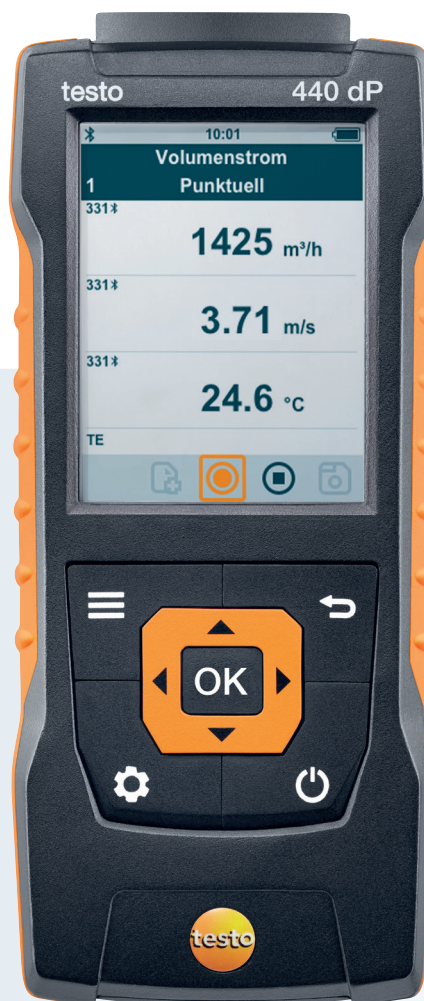 testo 440 dP
10:01
Volumenstrom
1 Punktuell
331
1425 m³/h
331
3.71 m/s
331
24.6 °C
TE
OK
testo